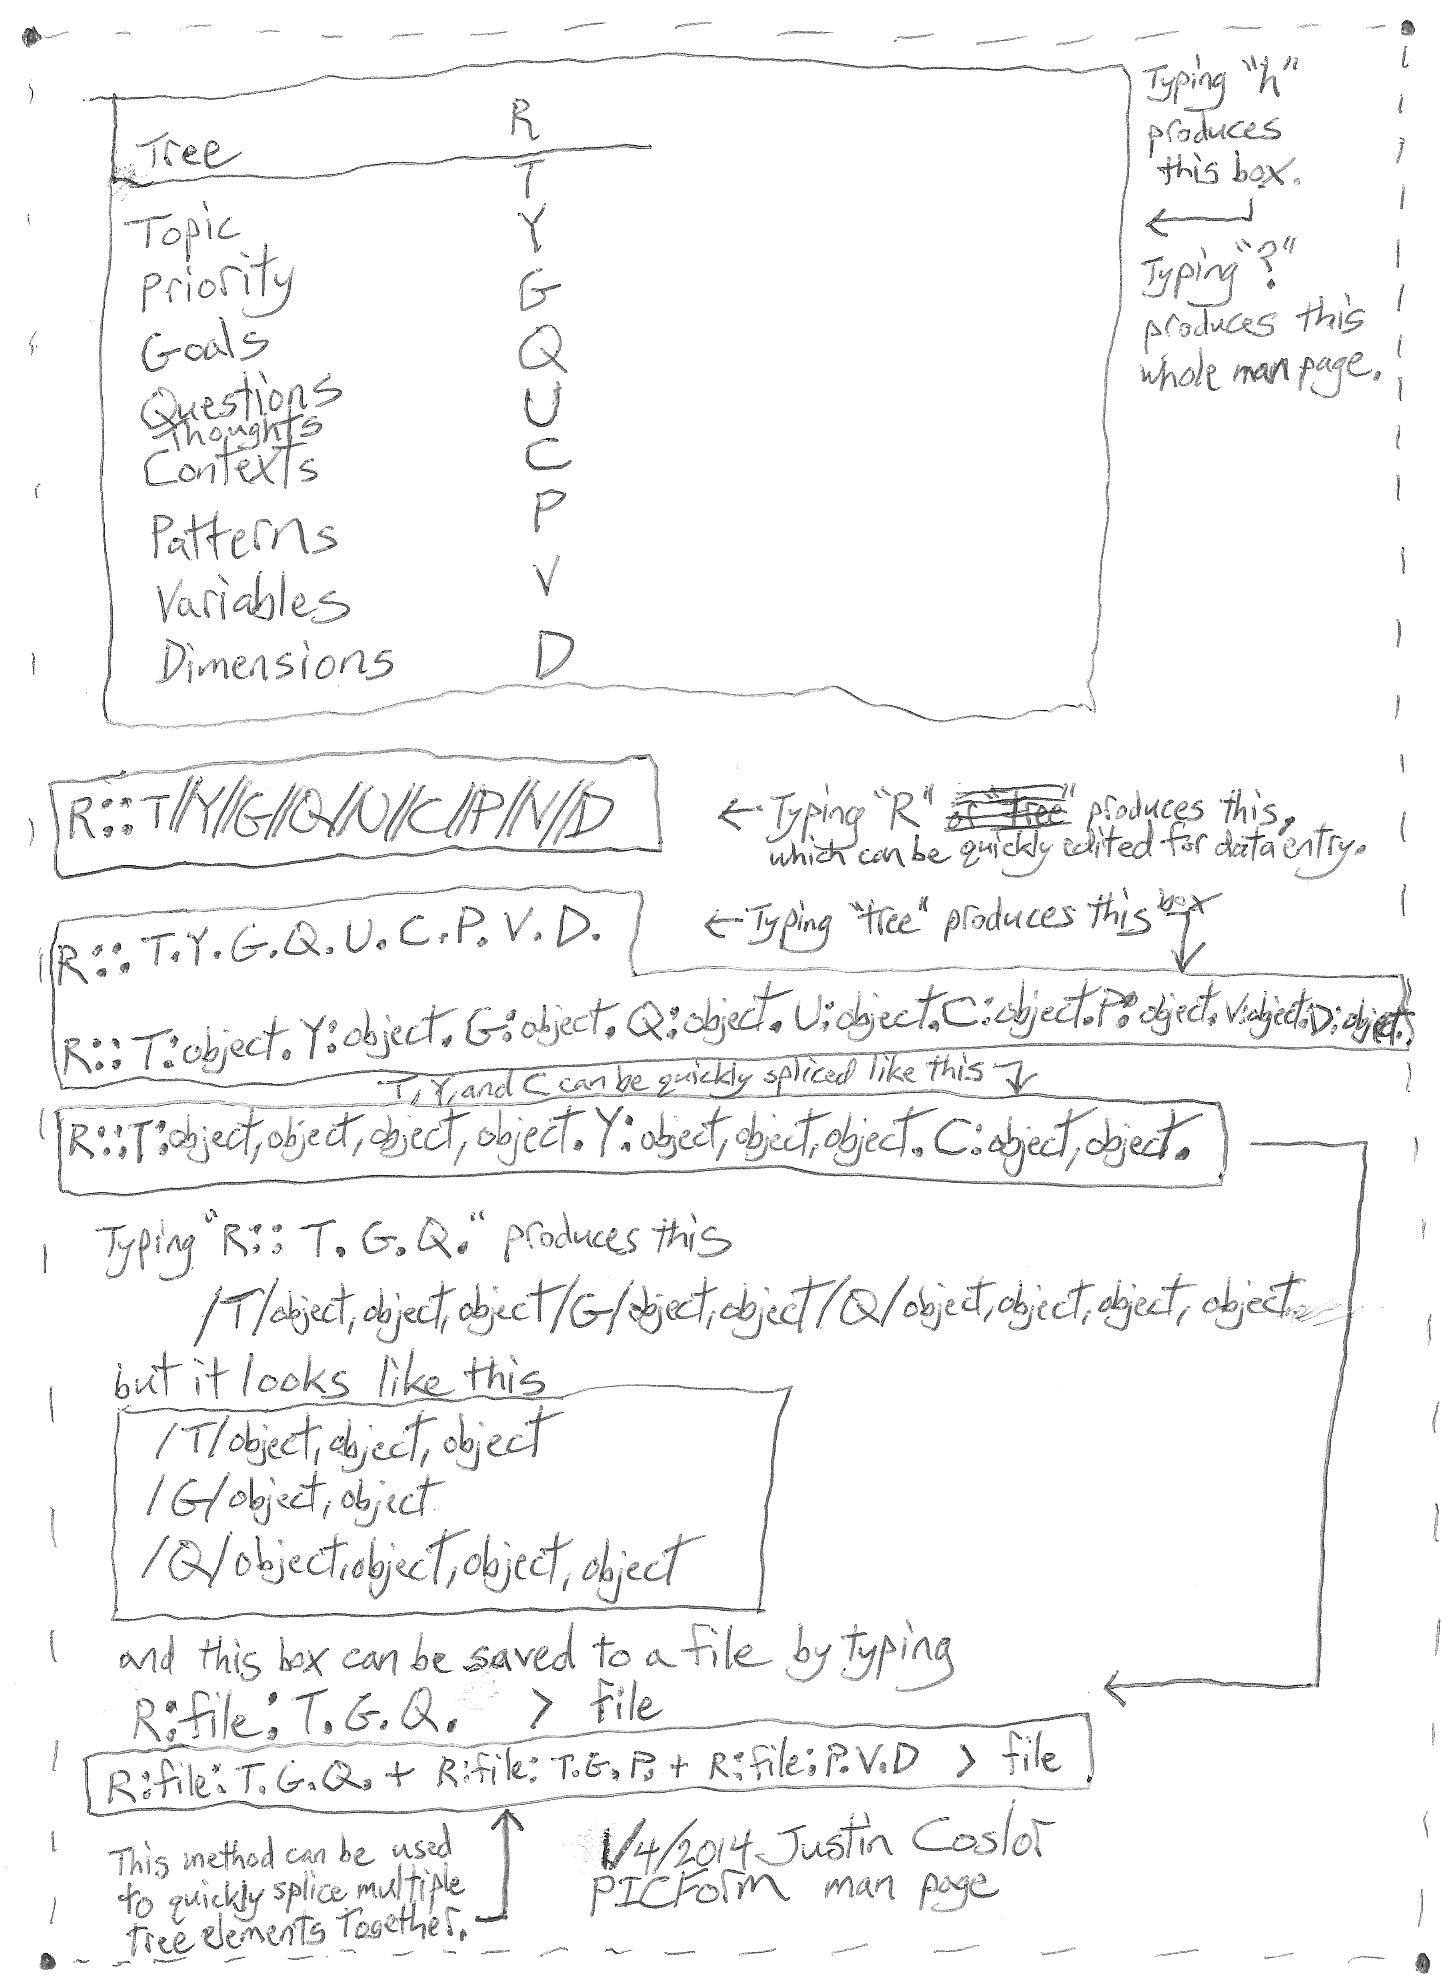 Tree R
Topic T
Priority Y
Goals G
Questions Q
Thoughts U
Contexts C
Patterns P
Variables V
Dimensions D
Typing "h"
produces
this box.
Typing "?"
produces this
whole man page.
R::T//Y//G//Q//U//C//P//V//D
Typing "R" or "tree" produces this,
which can be quickly edited for data entry.
R:: T.Y.G.Q.U.C.P.V.D.
Typing "tree" produces this box
R:: T:object. Y:object. G:object. Q:object. U:object. C:object. P:object. V:object. D:object.
T, Y, and C can be quickly spliced like this
R::T:object,object,object,object. Y:object,object,object. C:object,object.
Typing "R:: T. G. Q." produces this
/T/object,object,object/G/object,object/Q/object,object,object, object
but it looks like this
/T/object, object, object
/G/object, object
/Q/object,object, object, object
and this box can be saved to a file by typing
R:file: T.G.Q. > file
R:file: T.G.Q. + R:file: T.G.P. + R:file:P.V.D > file
This method can be used
to quickly splice multiple
tree elements together.
1/4/2014 Justin Coslor
PICForm man page